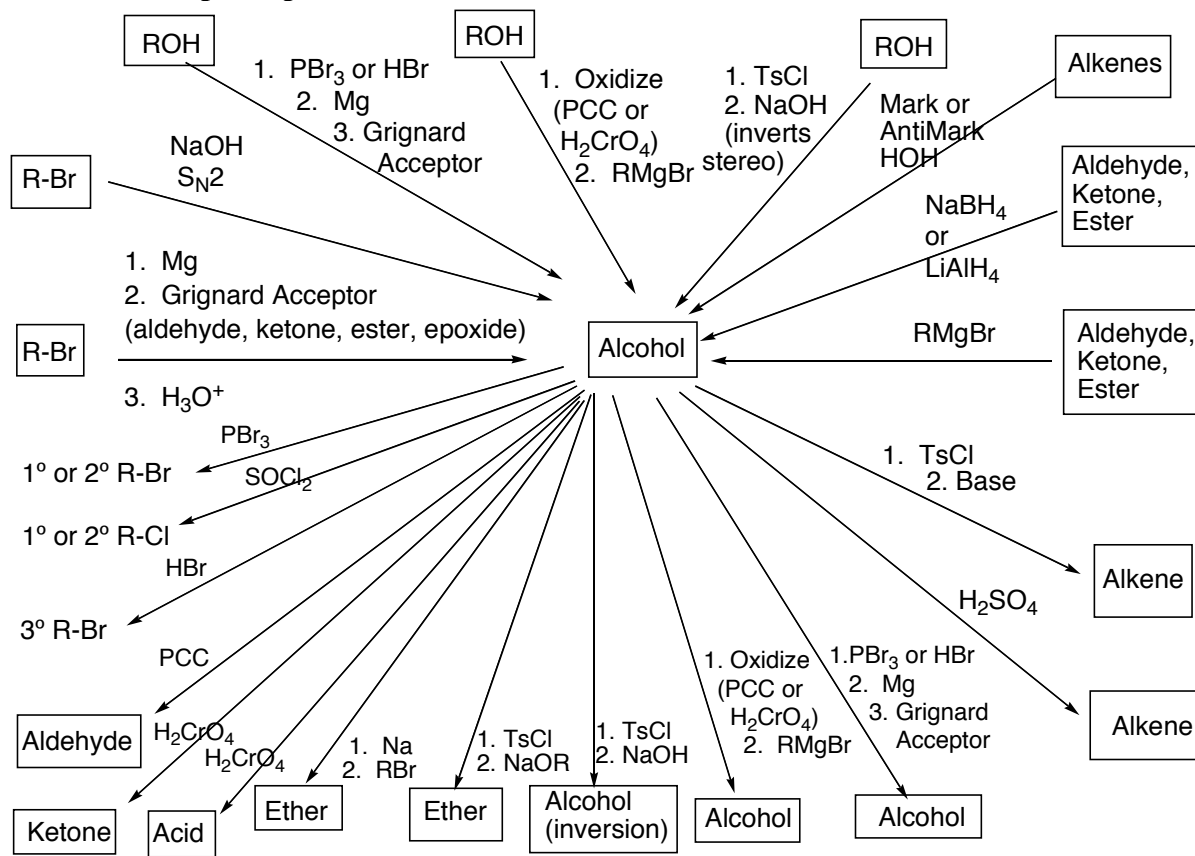 ROH
1. PBr3 or HBr
2. Mg
3. Grignard
Acceptor
ROH
1. Oxidize
(PCC or
H2CrO4)
2. RMgBr
ROH
1. TsCl
2. NaOH
(inverts
stereo)
Alkenes
Mark or
AntiMark
HOH
R-Br
NaOH
SN2
Aldehyde,
Ketone,
Ester
NaBH4
or
LiAlH4
R-Br
1. Mg
2. Grignard Acceptor
(aldehyde, ketone, ester, epoxide)
3. H3O+
Alcohol
RMgBr
Aldehyde,
Ketone,
Ester
PBr3
1º or 2º R-Br
SOCl2
1º or 2º R-Cl
HBr
3º R-Br
PCC
Aldehyde
H2CrO4
Ketone
H2CrO4
Acid
1. Na
2. RBr
Ether
1. TsCl
2. NaOR
Ether
1. TsCl
2. NaOH
Alcohol
(inversion)
1. Oxidize
(PCC or
H2CrO4)
2. RMgBr
Alcohol
1.PBr3 or HBr
2. Mg
3. Grignard
Acceptor
Alcohol
1. TsCl
2. Base
Alkene
H2SO4
Alkene